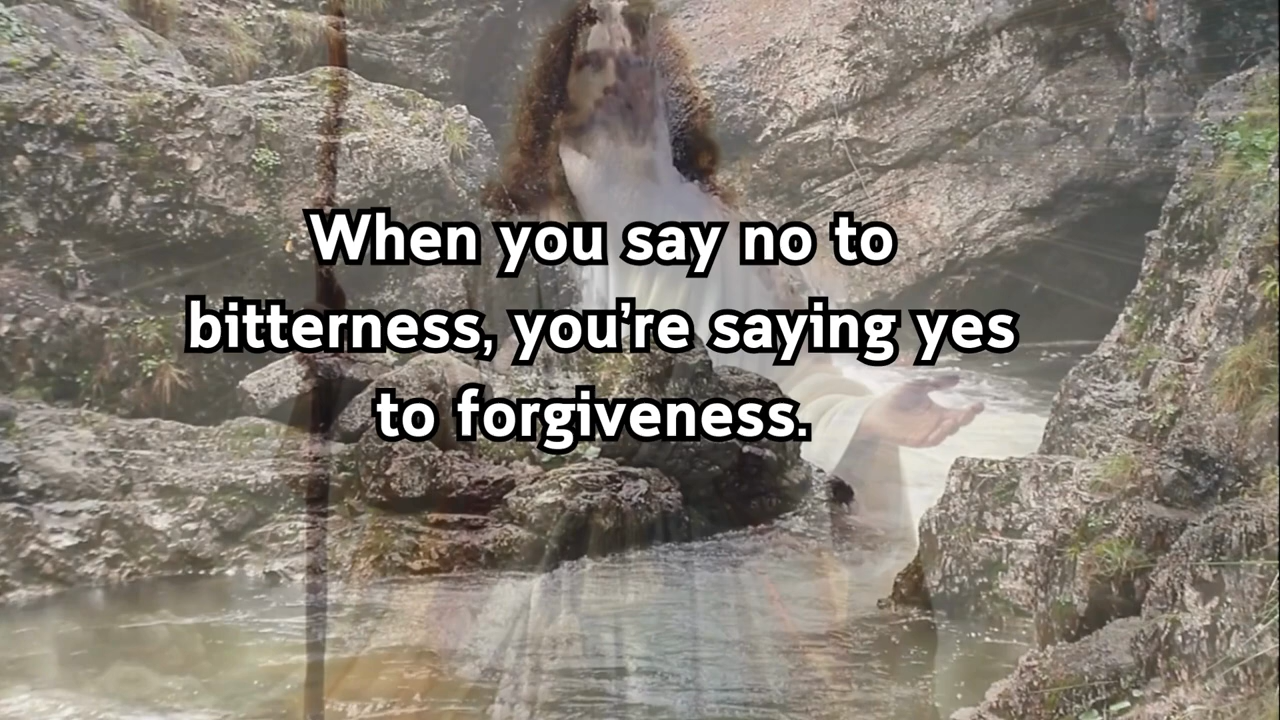 When you say no to
bitterness, you're saying yes
to forgiveness.